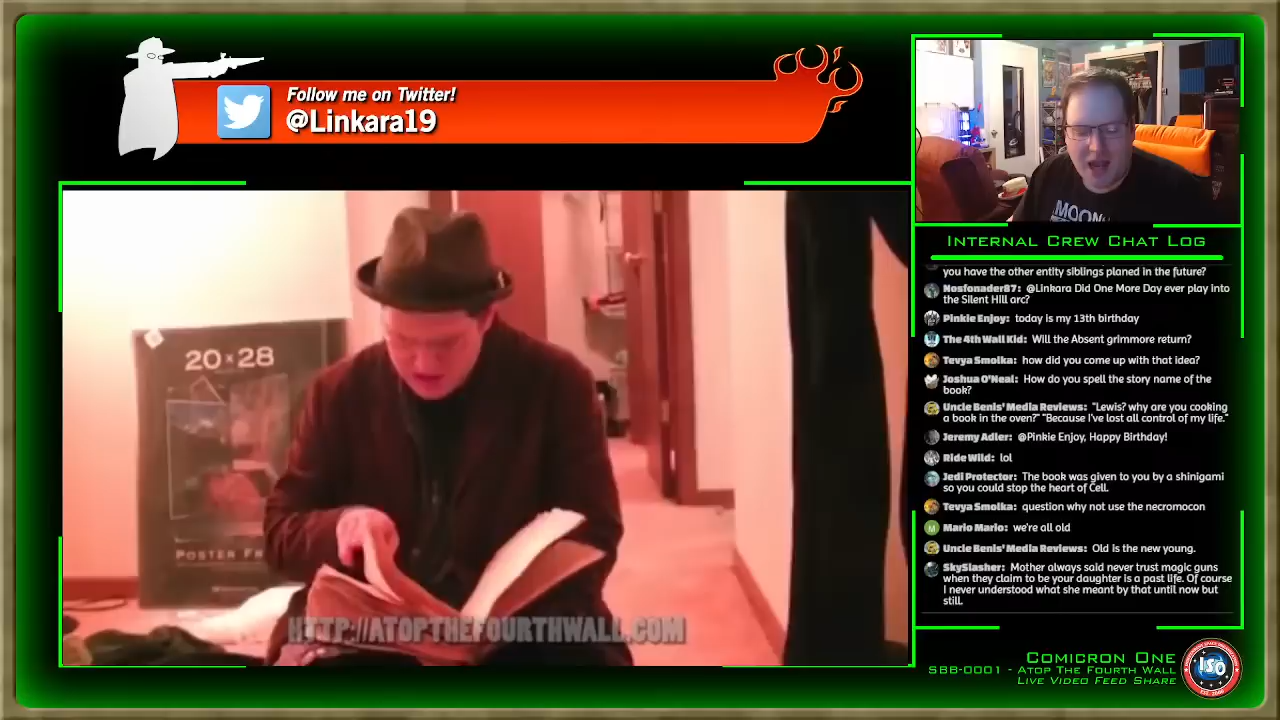 Follow me on Twitter!
@Linkara19
20×28
HTTP://ATOPTHEFOURTHWALL.COM
MOON
INTERNAL CREW CHAT LOG
you have the other entity siblings planed in the future?
Nosfonader87: @Linkara Did One More Day ever play into
the Silent Hill arc?
Pinkie Enjoy: today is my 13th birthday
The 4th Wall Kid: Will the Absent grimmore return?
Tevya Smolka: how did you come up with that idea?
Joshua O'Neal: How do you spell the story name of the
book?
Uncle Benis' Media Reviews: "Lewis? why are you cooking
a book in the oven?" "Because I've lost all control of my life."
Jeremy Adler: @Pinkie Enjoy, Happy Birthday!
Ride Wild: lol
Jedi Protector: The book was given to you by a shinigami
so you could stop the heart of Cell.
Tevya Smolka: question why not use the necromocon
M
Mario Mario: we're all old
Uncle Benis' Media Reviews: Old is the new young.
SkySlasher: Mother always said never trust magic guns
when they claim to be your daughter is a past life. Of course
I never understood what she meant by that until now but
still.
COMICRON ONE
SBB-0001 - ATOP THE FOURTH WALL
LIVE VIDEO FEED SHARE
ISO